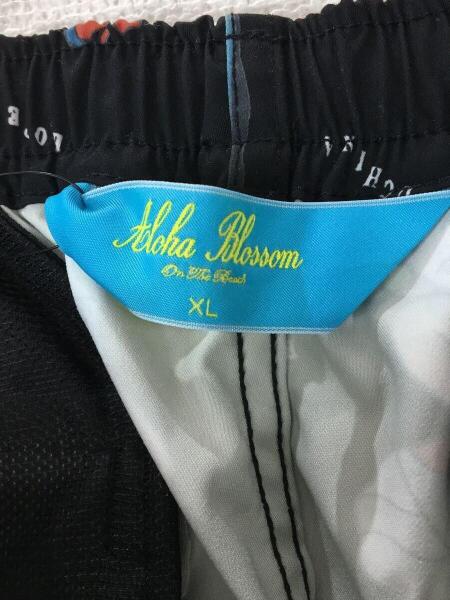 Aloha Blossom
On The Beach
XL